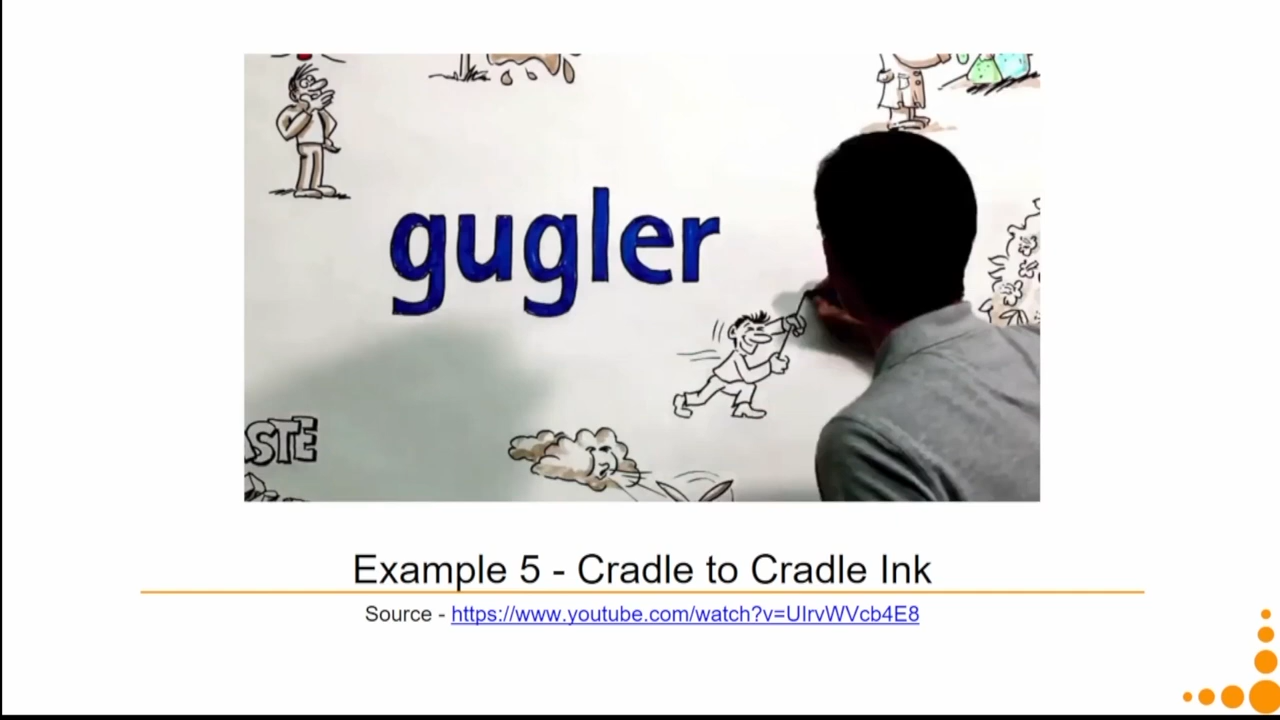 gugler
STE
Example 5 - Cradle to Cradle Ink
Source - https://www.youtube.com/watch?v=UIrvWVcb4E8